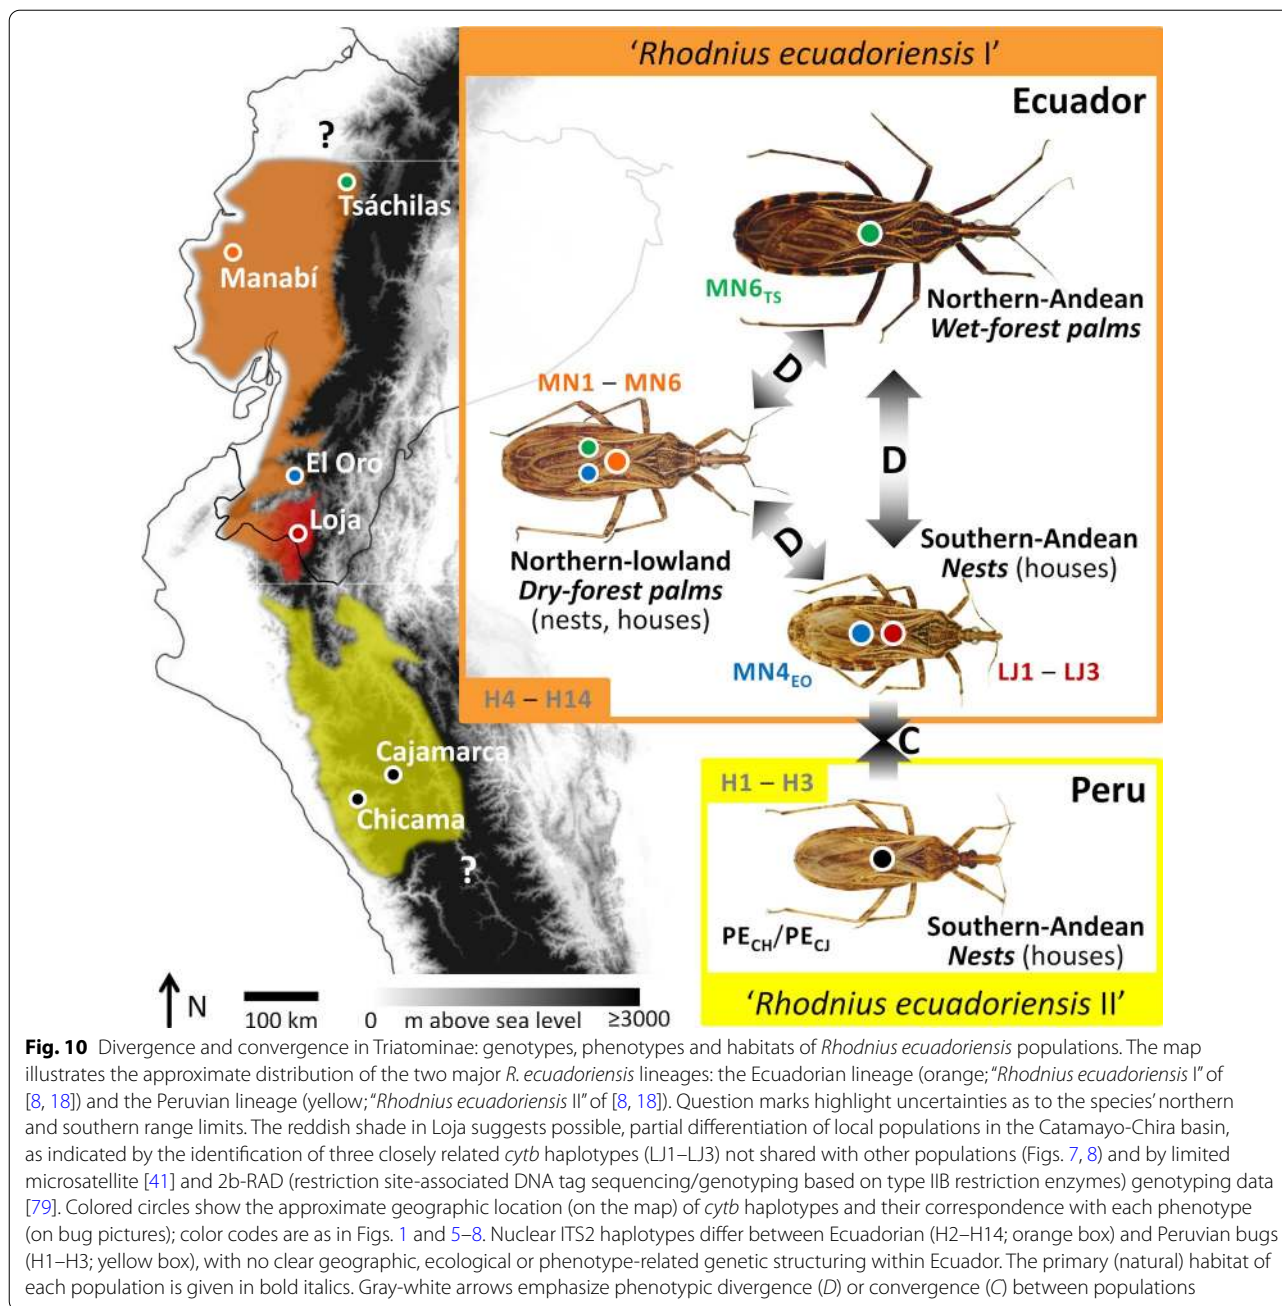 'Rhodnius ecuadoriensis I'
Ecuador
?
Tsáchilas
Manabí
El Oro
Loja
Cajamarca
Chicama
?
MN6TS
Northern-Andean
Wet-forest palms
D
MN1 – MN6
D
D
Northern-lowland
Dry-forest palms
(nests, houses)
Southern-Andean
Nests (houses)
MN4EO
LJ1 – LJ3
H4 – H14
C
H1 – H3
Peru
PECH/PECJ
Southern-Andean
Nests (houses)
'Rhodnius ecuadoriensis II'
N
100 km
0 m above sea level ≥3000
Fig. 10 Divergence and convergence in Triatominae: genotypes, phenotypes and habitats of Rhodnius ecuadoriensis populations. The map
illustrates the approximate distribution of the two major R. ecuadoriensis lineages: the Ecuadorian lineage (orange; "Rhodnius ecuadoriensis I" of
[8, 18]) and the Peruvian lineage (yellow; "Rhodnius ecuadoriensis II" of [8, 18]). Question marks highlight uncertainties as to the species' northern
and southern range limits. The reddish shade in Loja suggests possible, partial differentiation of local populations in the Catamayo-Chira basin,
as indicated by the identification of three closely related cytb haplotypes (LJ1–LJ3) not shared with other populations (Figs. 7, 8) and by limited
microsatellite [41] and 2b-RAD (restriction site-associated DNA tag sequencing/genotyping based on type IIB restriction enzymes) genotyping data
[79]. Colored circles show the approximate geographic location (on the map) of cytb haplotypes and their correspondence with each phenotype
(on bug pictures); color codes are as in Figs. 1 and 5–8. Nuclear ITS2 haplotypes differ between Ecuadorian (H2–H14; orange box) and Peruvian bugs
(H1–H3; yellow box), with no clear geographic, ecological or phenotype-related genetic structuring within Ecuador. The primary (natural) habitat of
each population is given in bold italics. Gray-white arrows emphasize phenotypic divergence (D) or convergence (C) between populations